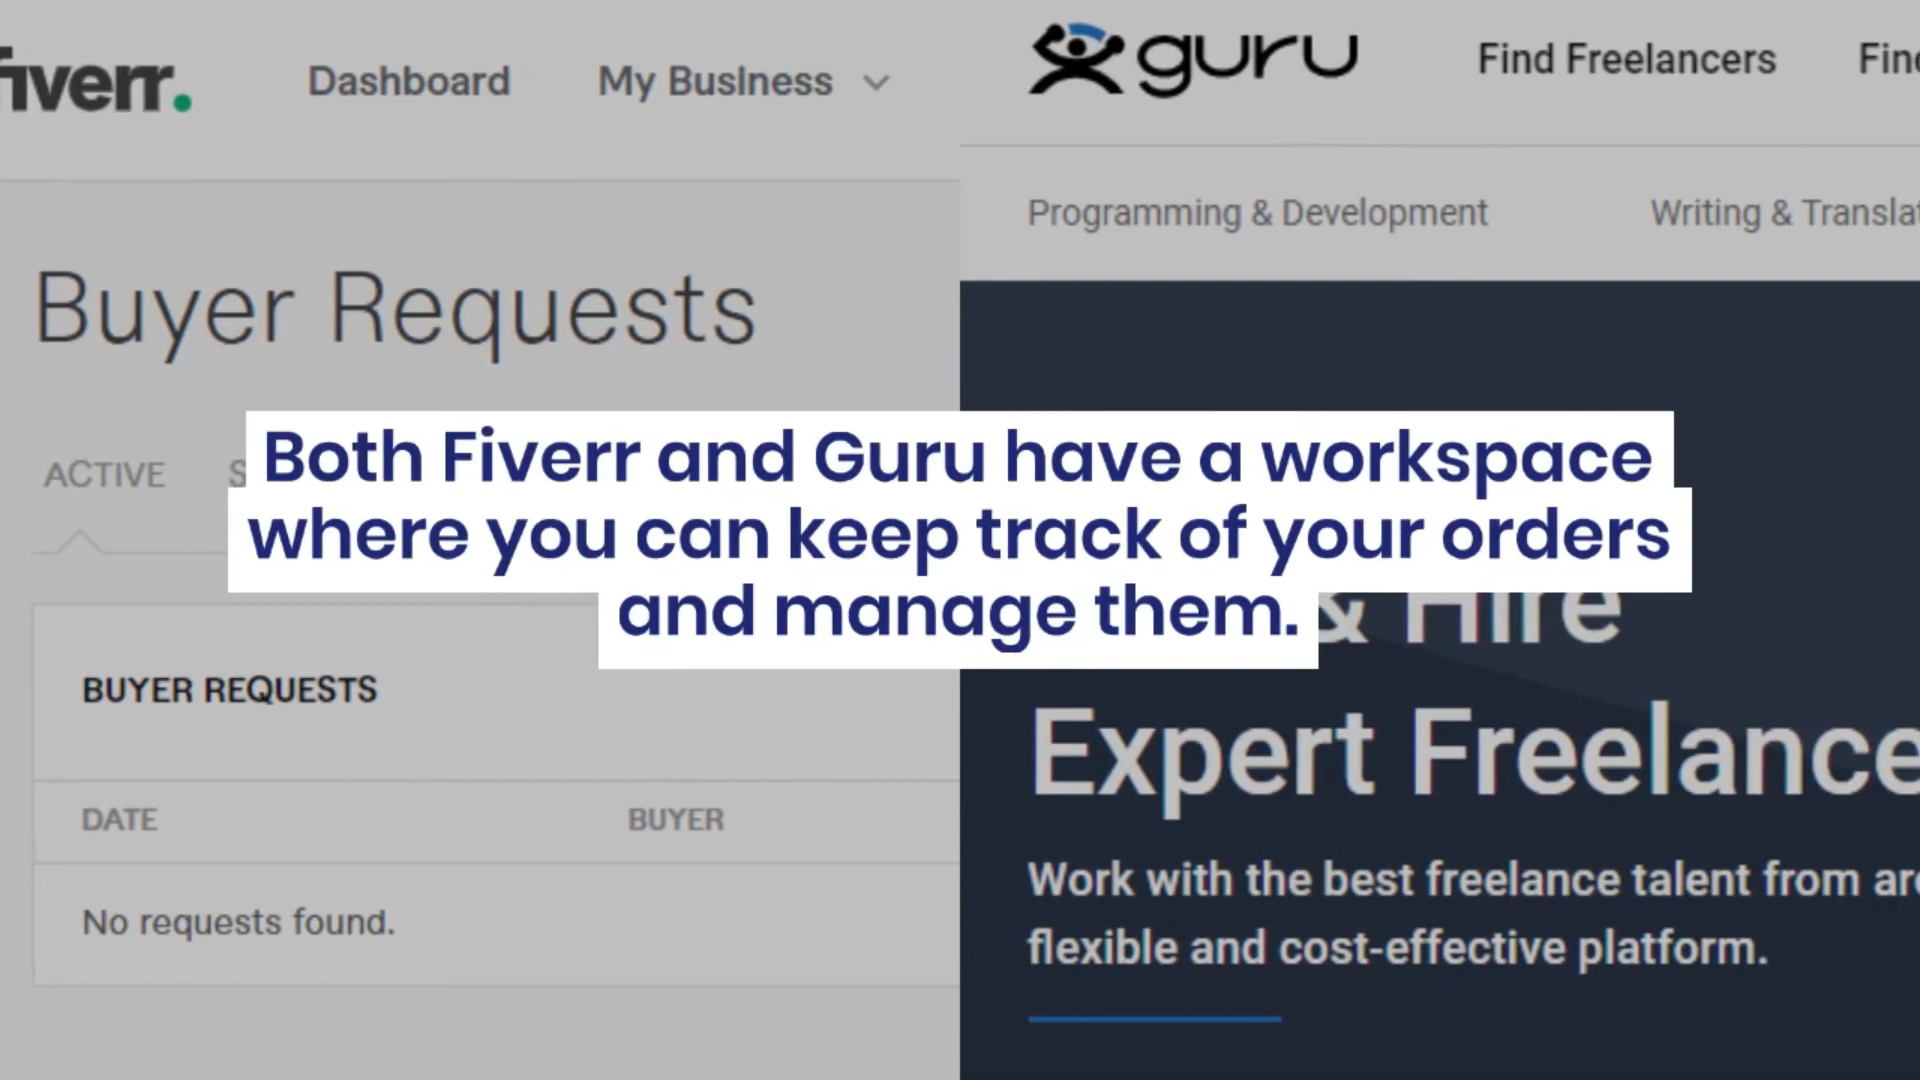 fiverr.
Dashboard
My Business
Buyer Requests
ACTIVE
BUYER REQUESTS
DATE
BUYER
No requests found.
guru
Find Freelancers
Programming & Development
Writing &
Both Fiverr and Guru have a workspace
where you can keep track of your orders
and manage them.
& Hire
Expert
Work with the best freelance talent from
flexible and cost-effective platform.